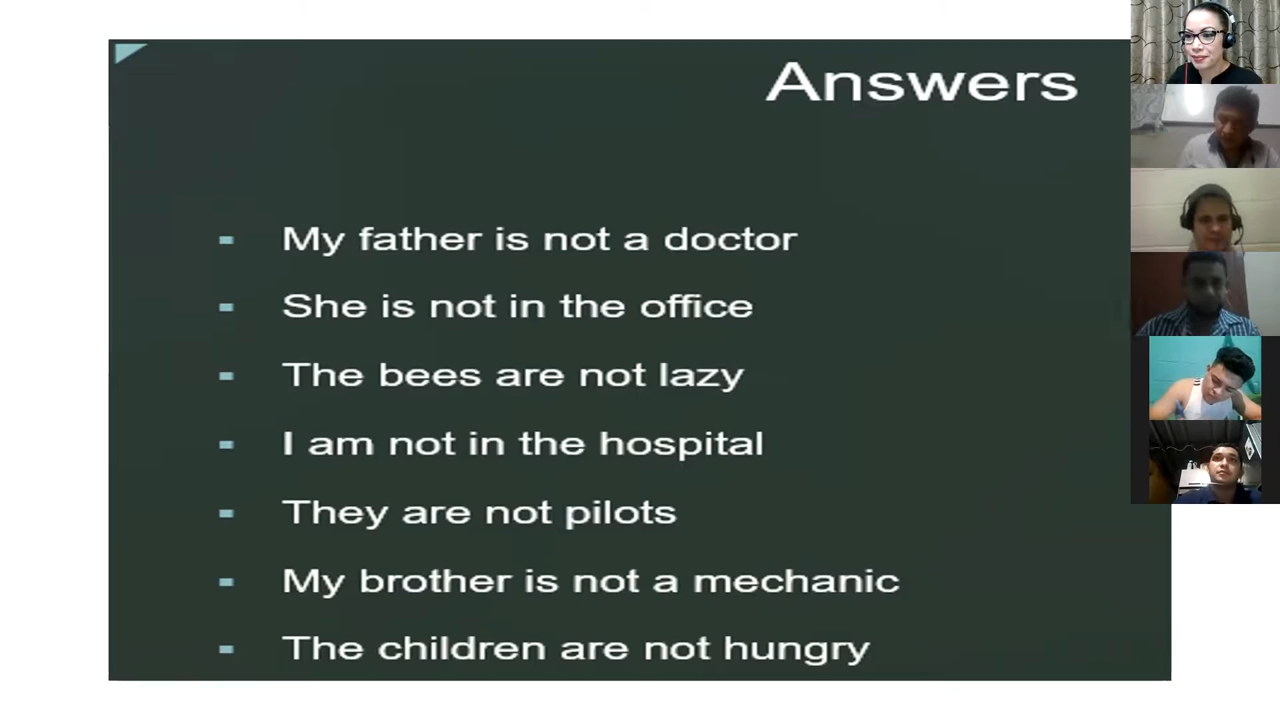 Answers
My father is not a doctor
She is not in the office
The bees are not lazy
I am not in the hospital
They are not pilots
My brother is not a mechanic
The children are not hungry